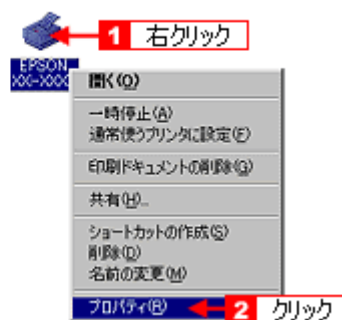 1 右クリック
EPSON
XX-XXXX
開く(O)
一時停止(A)
通常使うプリンタに設定(F)
印刷ドキュメントの削除(G)
共有(H)...
ショートカットの作成(S)
削除(D)
名前の変更(M)
プロパティ(R)
2 クリック